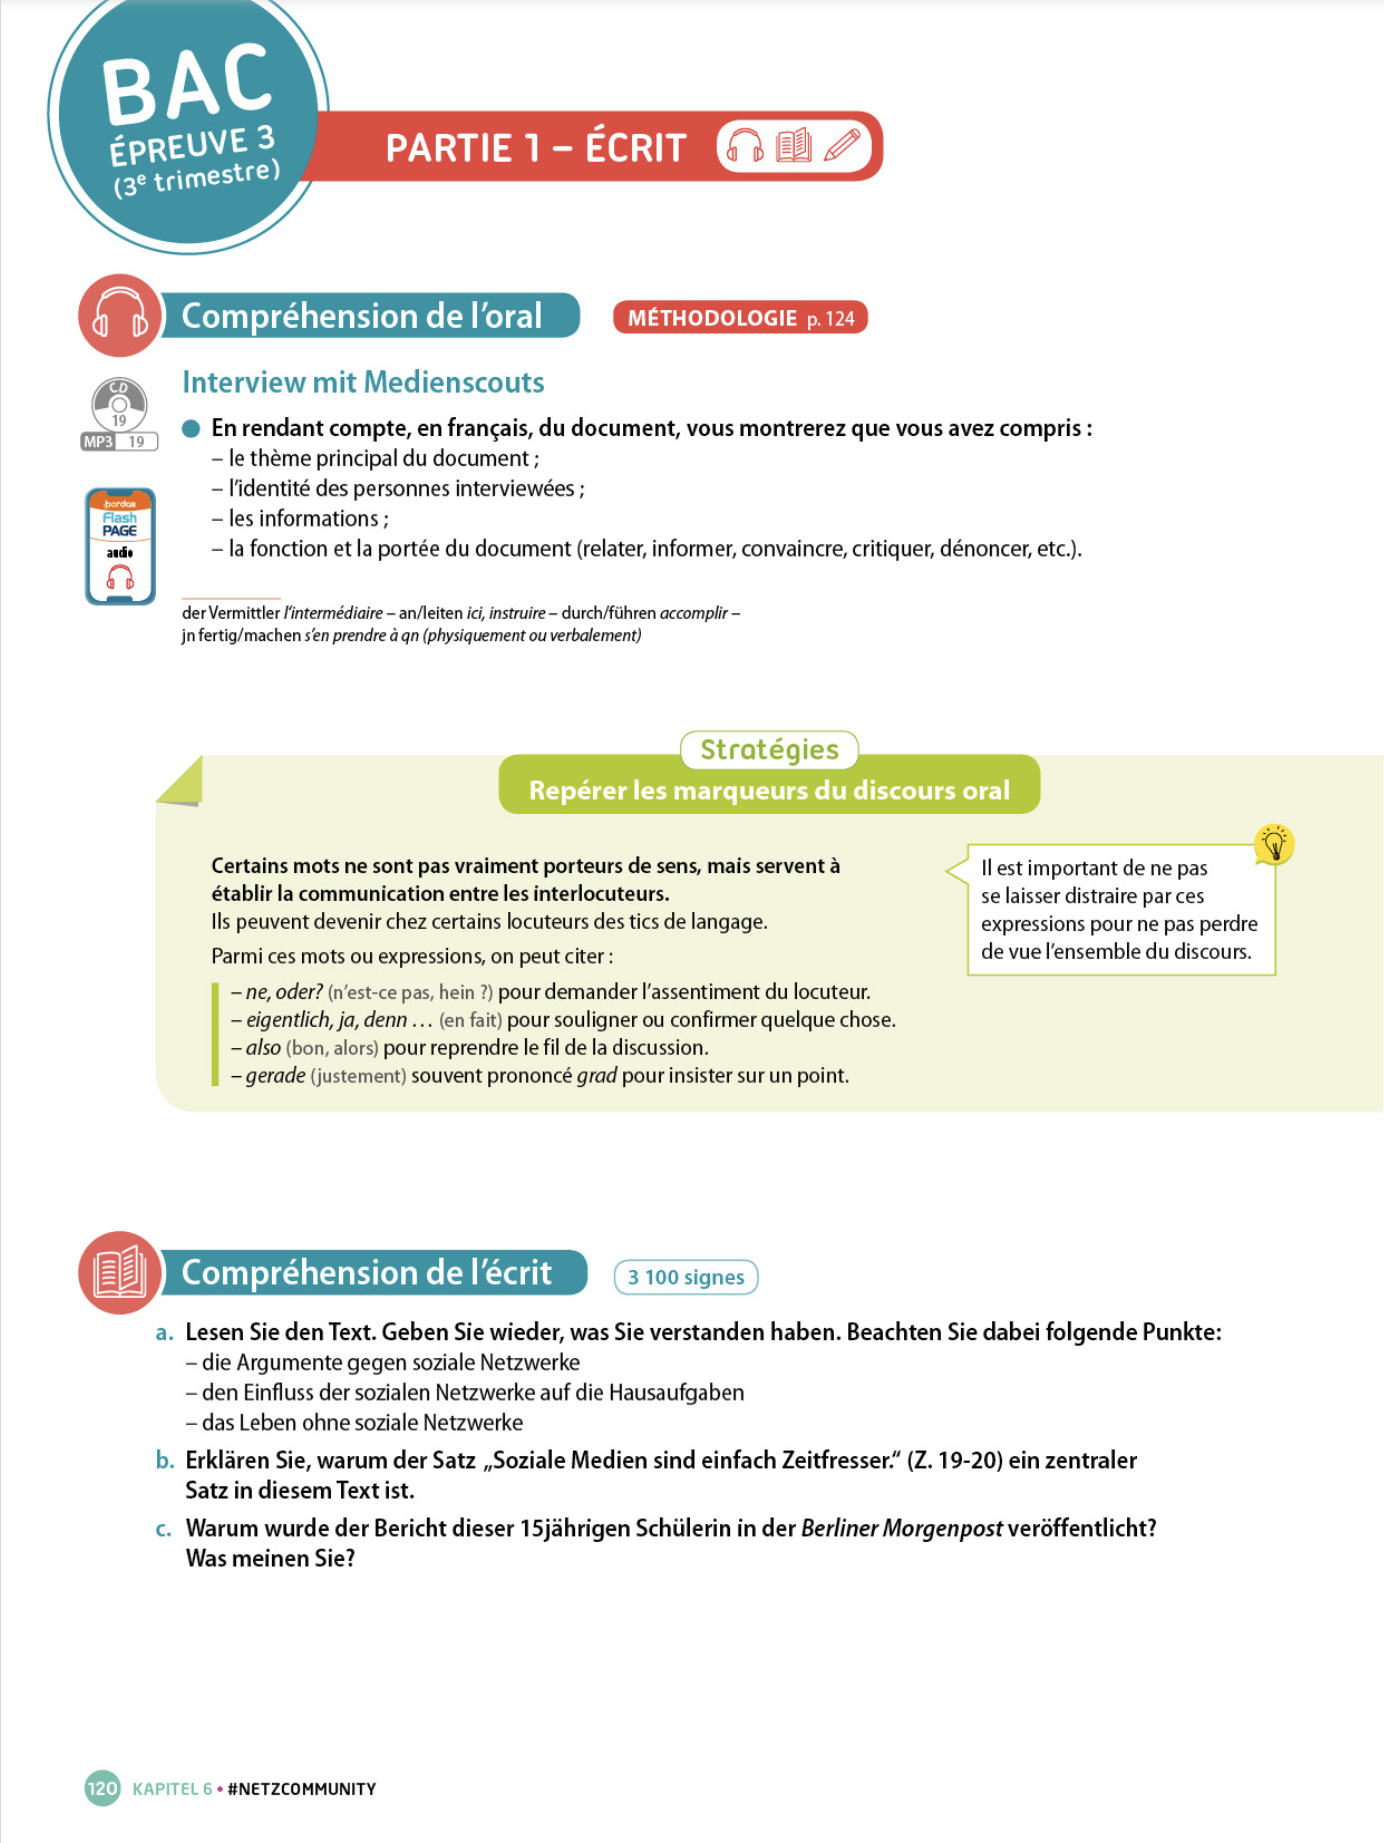 BAC
ÉPREUVE 3
(3e trimestre)
PARTIE 1 – ÉCRIT
Compréhension de l'oral
MÉTHODOLOGIE p. 124
Interview mit Medienscouts
CD
19
MP3 19
● En rendant compte, en français, du document, vous montrerez que vous avez compris :
– le thème principal du document ;
– l'identité des personnes interviewées ;
– les informations ;
– la fonction et la portée du document (relater, informer, convaincre, critiquer, dénoncer, etc.).
bordas
Flash
PAGE
audio
der Vermittler l'intermédiaire – an/leiten ici, instruire – durch/führen accomplir –
jn fertig/machen s'en prendre à qn (physiquement ou verbalement)
Stratégies
Repérer les marqueurs du discours oral
Certains mots ne sont pas vraiment porteurs de sens, mais servent à
établir la communication entre les interlocuteurs.
Ils peuvent devenir chez certains locuteurs des tics de langage.
Parmi ces mots ou expressions, on peut citer :
– ne, oder? (n'est-ce pas, hein ?) pour demander l'assentiment du locuteur.
– eigentlich, ja, denn … (en fait) pour souligner ou confirmer quelque chose.
– also (bon, alors) pour reprendre le fil de la discussion.
– gerade (justement) souvent prononcé grad pour insister sur un point.
Il est important de ne pas
se laisser distraire par ces
expressions pour ne pas perdre
de vue l'ensemble du discours.
Compréhension de l'écrit
3 100 signes
a. Lesen Sie den Text. Geben Sie wieder, was Sie verstanden haben. Beachten Sie dabei folgende Punkte:
– die Argumente gegen soziale Netzwerke
– den Einfluss der sozialen Netzwerke auf die Hausaufgaben
– das Leben ohne soziale Netzwerke
b. Erklären Sie, warum der Satz „Soziale Medien sind einfach Zeitfresser.“ (Z. 19-20) ein zentraler
Satz in diesem Text ist.
c. Warum wurde der Bericht dieser 15jährigen Schülerin in der Berliner Morgenpost veröffentlicht?
Was meinen Sie?
120 KAPITEL 6 • #NETZCOMMUNITY